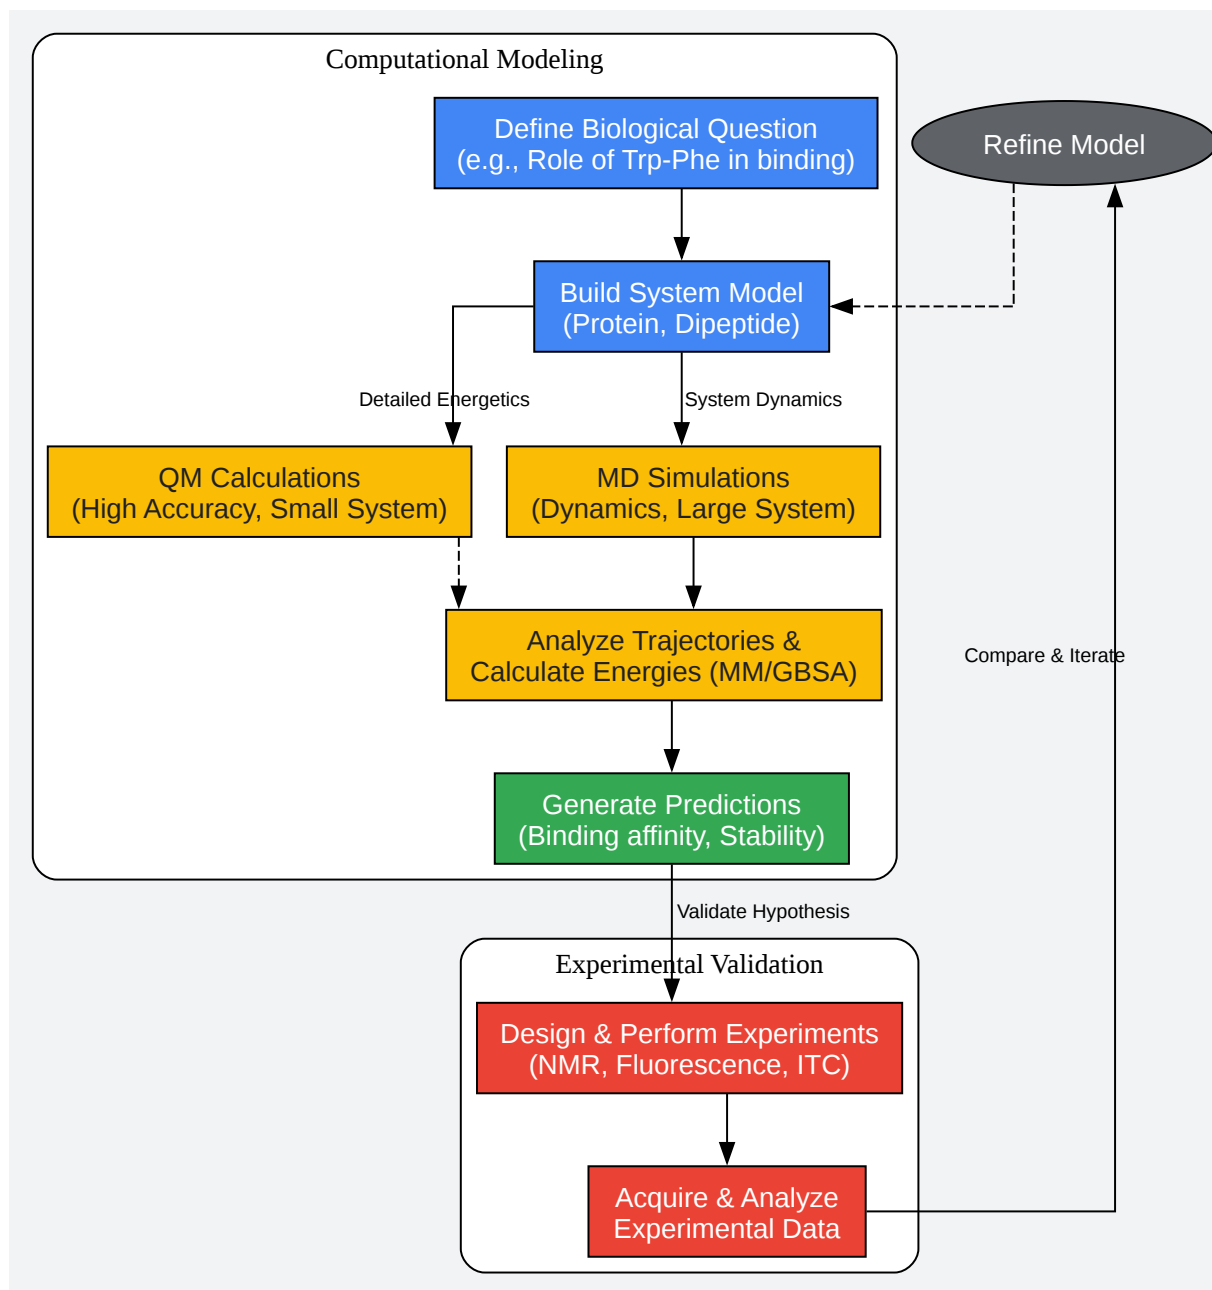 Computational Modeling
Define Biological Question
(e.g., Role of Trp-Phe in binding)
Refine Model
Build System Model
(Protein, Dipeptide)
Detailed Energetics
System Dynamics
QM Calculations
(High Accuracy, Small System)
MD Simulations
(Dynamics, Large System)
Analyze Trajectories &
Calculate Energies (MM/GBSA)
Compare & Iterate
Generate Predictions
(Binding affinity, Stability)
Validate Hypothesis
Experimental Validation
Design & Perform Experiments
(NMR, Fluorescence, ITC)
Acquire & Analyze
Experimental Data